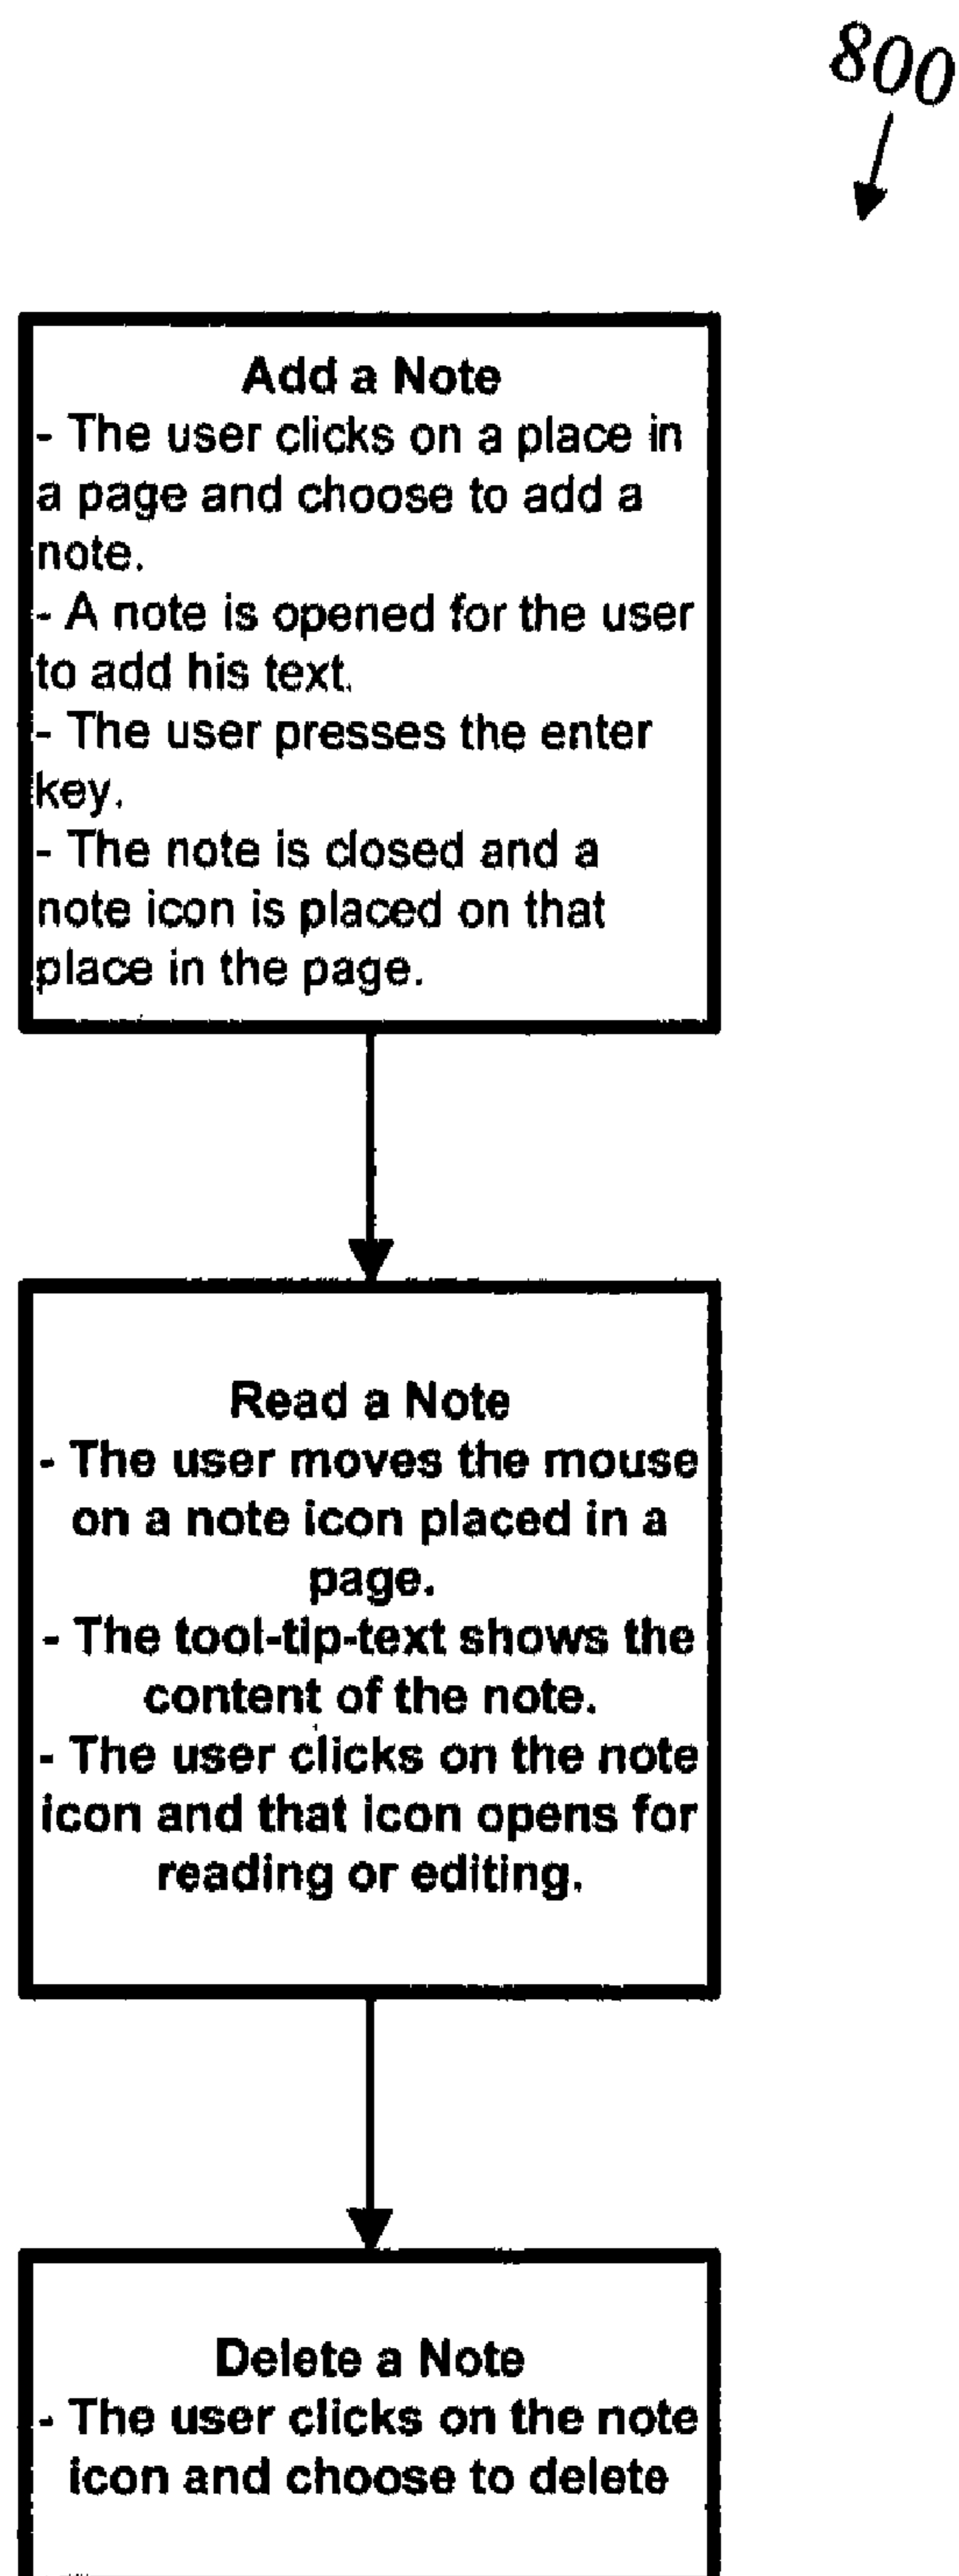 800
Add a Note
- The user clicks on a place in
a page and choose to add a
note.
- A note is opened for the user
to add his text.
- The user presses the enter
key.
- The note is closed and a
note icon is placed on that
place in the page.
Read a Note
- The user moves the mouse
on a note icon placed in a
page.
- The tool-tip-text shows the
content of the note.
- The user clicks on the note
icon and that icon opens for
reading or editing.
Delete a Note
- The user clicks on the note
icon and choose to delete